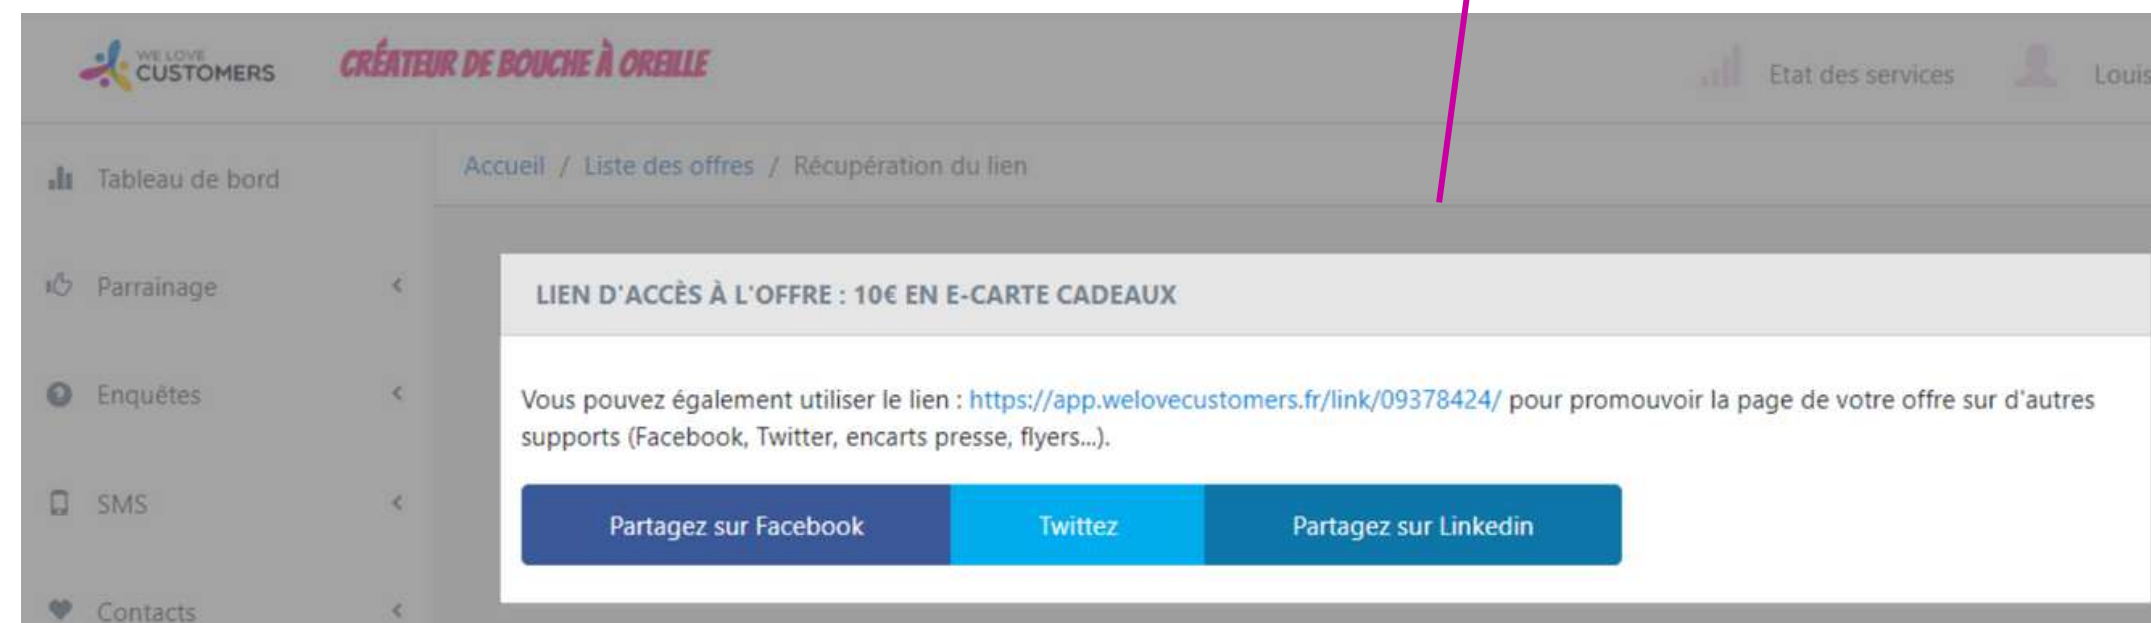 WE LOVE
CUSTOMERS
CRÉATEUR DE BOUCHE À OREILLE
Etat des services
Louis
Tableau de bord
Accueil / Liste des offres / Récupération du lien
Parrainage
LIEN D'ACCÈS À L'OFFRE : 10€ EN E-CARTE CADEAUX
Enquêtes
Vous pouvez également utiliser le lien : https://app.welovecustomers.fr/link/09378424/ pour promouvoir la page de votre offre sur d'autres
supports (Facebook, Twitter, encarts presse, flyers...).
SMS
Partagez sur Facebook
Twittez
Partagez sur Linkedin
Contacts